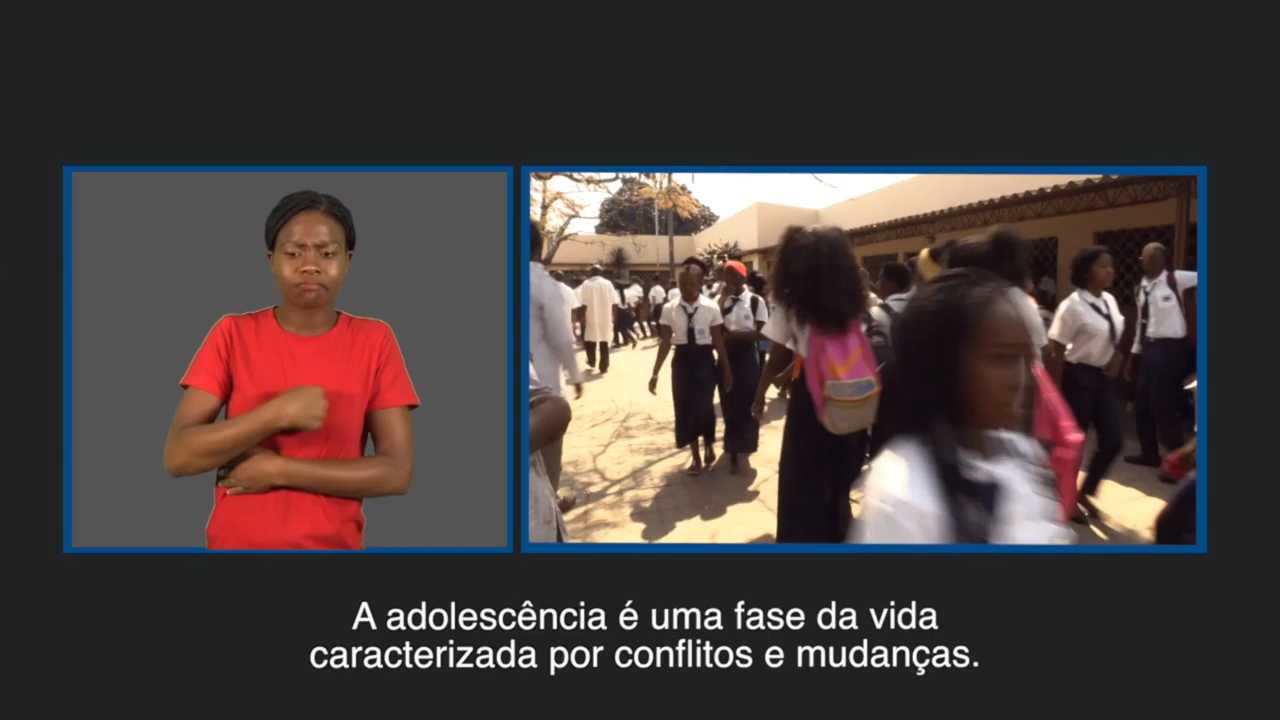 A adolescência é uma fase da vida
caracterizada por conflitos e mudanças.